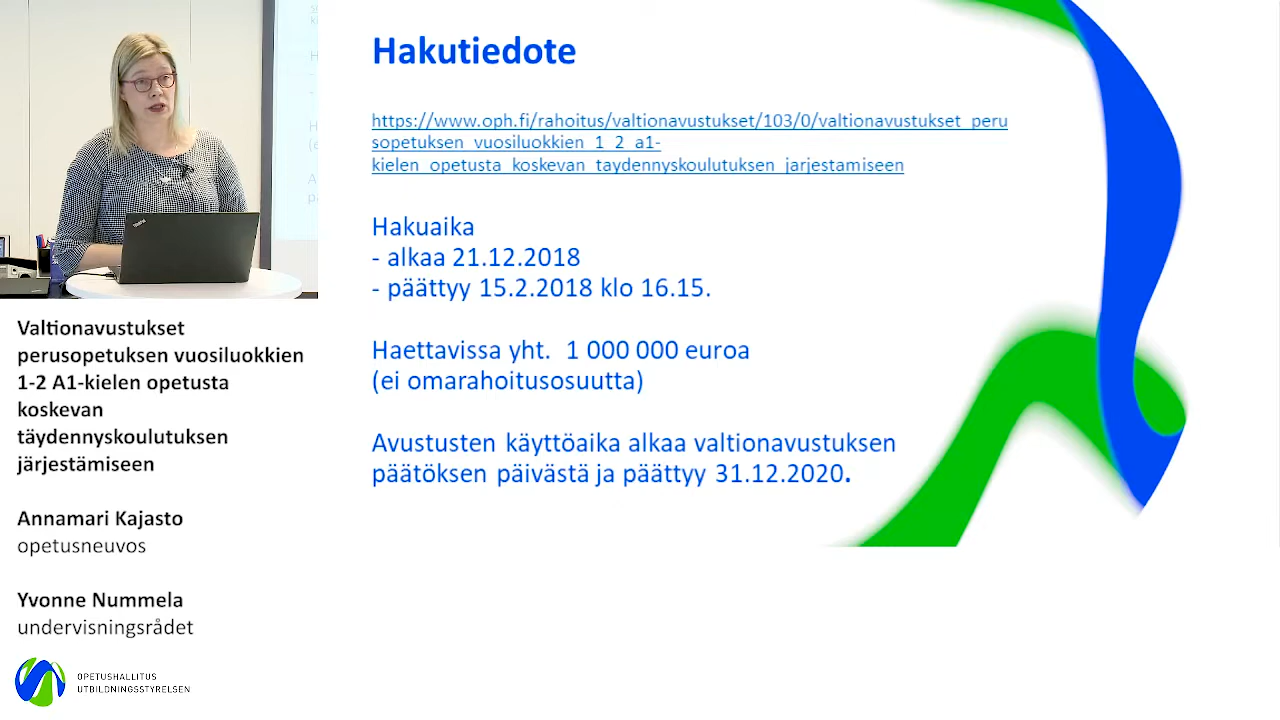 Hakutiedote
https://www.oph.fi/rahoitus/valtionavustukset/103/0/valtionavustukset_peru
sopetuksen_vuosiluokkien_1_2_a1-
kielen_opetusta_koskevan_taydennyskoulutuksen_jarjestamiseen
Hakuaika
- alkaa 21.12.2018
- päättyy 15.2.2018 klo 16.15.
Haettavissa yht.  1 000 000 euroa
(ei omarahoitusosuutta)
Avustusten käyttöaika alkaa valtionavustuksen
päätöksen päivästä ja päättyy 31.12.2020.
ThinkPad
Valtionavustukset
perusopetuksen vuosiluokkien
1-2 A1-kielen opetusta
koskevan
täydennyskoulutuksen
järjestämiseen
Annamari Kajasto
opetusneuvos
Yvonne Nummela
undervisningsrådet
OPETUSHALLITUS
UTBILDNINGSSTYRELSEN